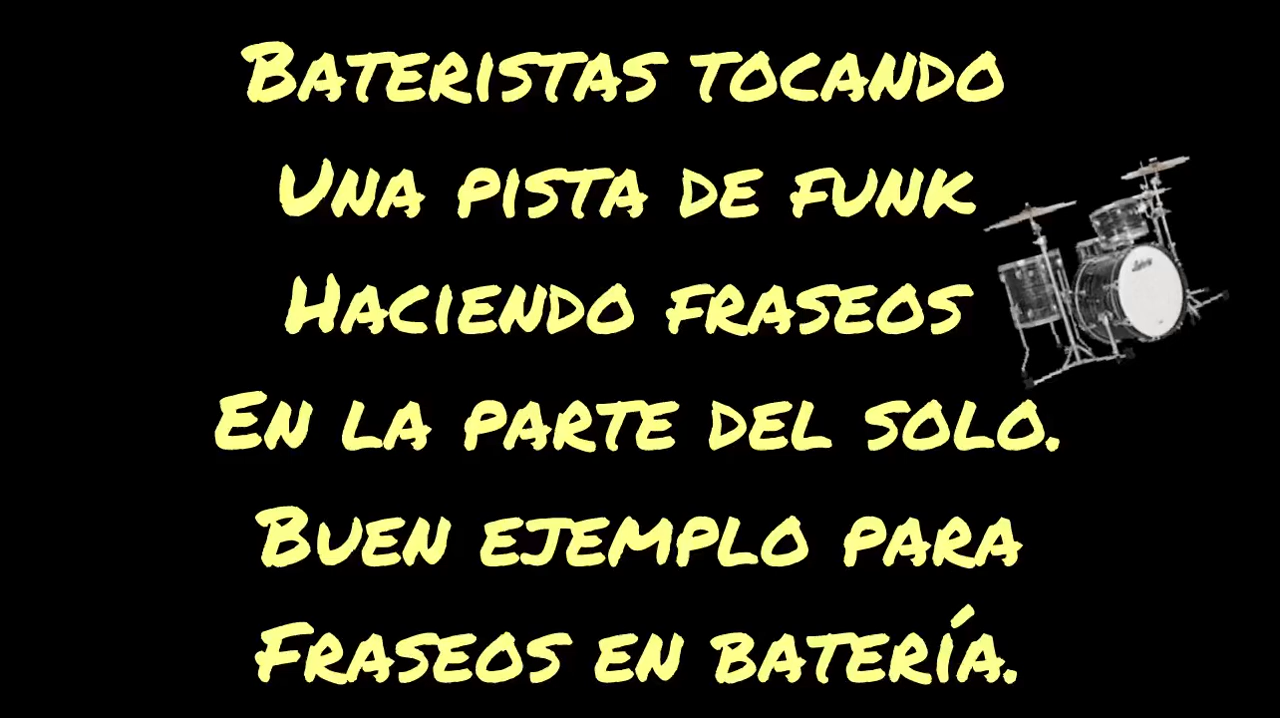 Bateristas tocando
Una pista de funk
Haciendo fraseos
En la parte del solo.
Buen ejemplo para
Fraseos en batería.